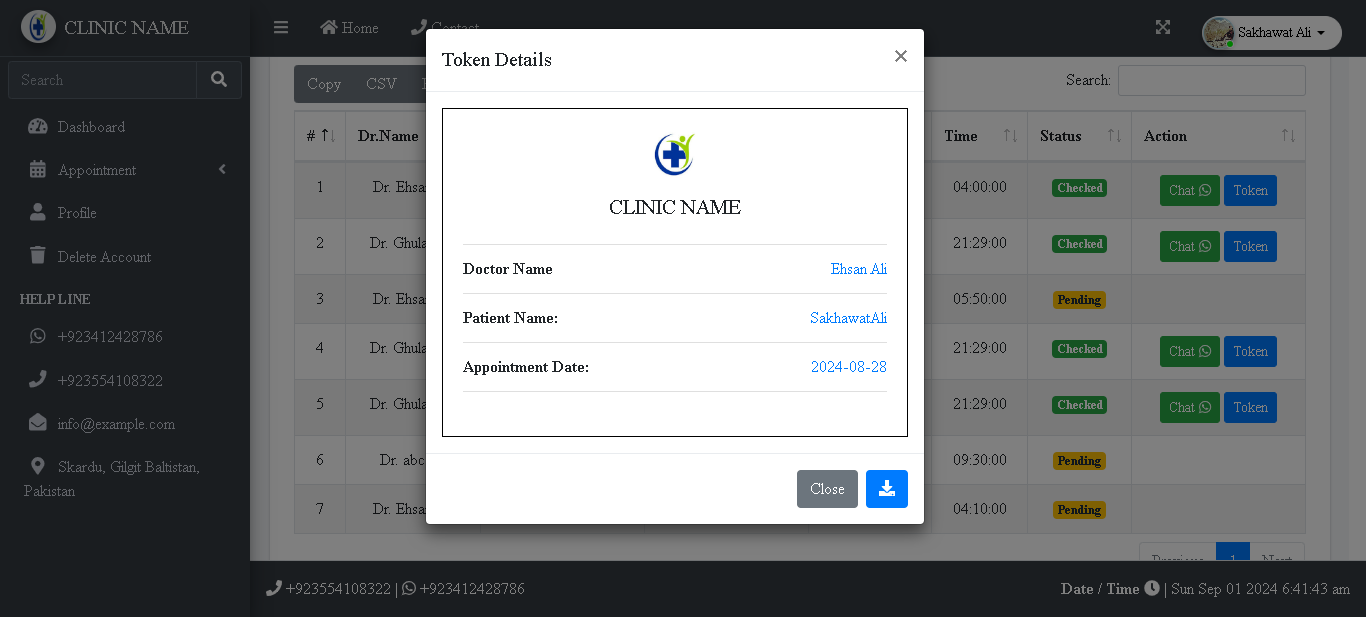 CLINIC NAME
Home
Contact
Sakhawat Ali
Search
Dashboard
Appointment
Profile
Delete Account
HELP LINE
+923412428786
+923554108322
info@example.com
Skardu, Gilgit Baltistan,
Pakistan
Copy CSV
Search:
# Dr.Name Time Status Action
1 Dr. Ehsa 04:00:00 Checked Chat Token
2 Dr. Ghula 21:29:00 Checked Chat Token
3 Dr. Ehsa 05:50:00 Pending
4 Dr. Ghula 21:29:00 Checked Chat Token
5 Dr. Ghula 21:29:00 Checked Chat Token
6 Dr. abc 09:30:00 Pending
7 Dr. Ehsa 04:10:00 Pending
Previous 1 Next
Token Details
×
CLINIC NAME
Doctor Name Ehsan Ali
Patient Name: SakhawatAli
Appointment Date: 2024-08-28
Close
+923554108322 | +923412428786
Date / Time | Sun Sep 01 2024 6:41:43 am